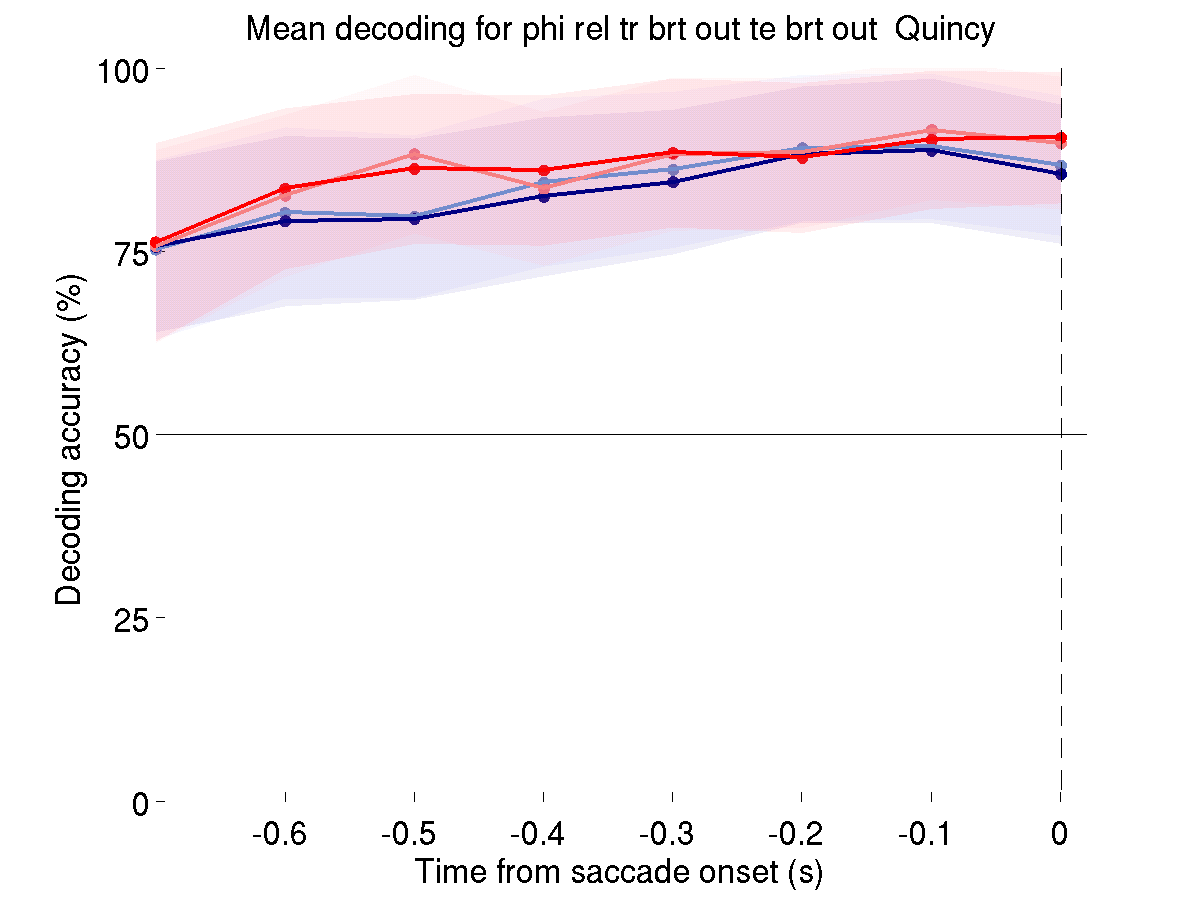 Mean decoding for phi rel tr brt out te brt out  Quincy
100
75
50
25
0
Decoding accuracy (%)
-0.6 -0.5 -0.4 -0.3 -0.2 -0.1 0
Time from saccade onset (s)